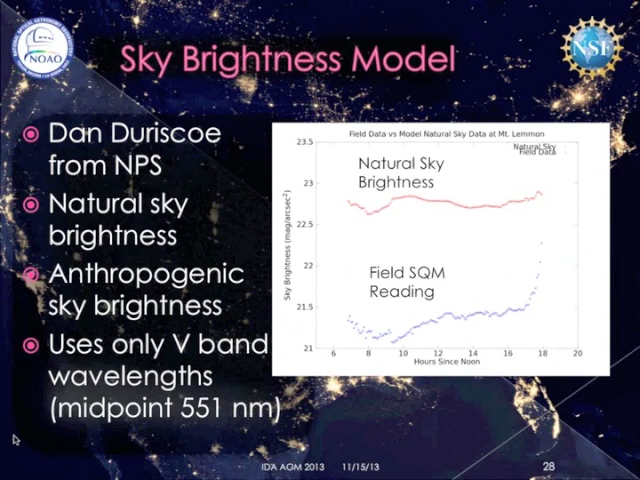 NOAO
NSF
Sky Brightness Model
Dan Duriscoe
from NPS
Natural sky
brightness
Anthropogenic
sky brightness
Uses only V band
wavelengths
(midpoint 551 nm)
Field Data vs Model Natural Sky Data at Mt. Lemmon
Natural Sky
Field Data
Natural Sky
Brightness
Field SQM
Reading
Sky Brightness (mag/arcsec²)
23.5
23
22.5
22
21.5
21
6 8 10 12 14 16 18 20
Hours Since Noon
IDA AGM 2013 11/15/13 28